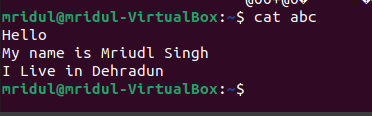 mridul@mridul-VirtualBox:~$ cat abc
Hello
My name is Mriudl Singh
I Live in Dehradun
mridul@mridul-VirtualBox:~$